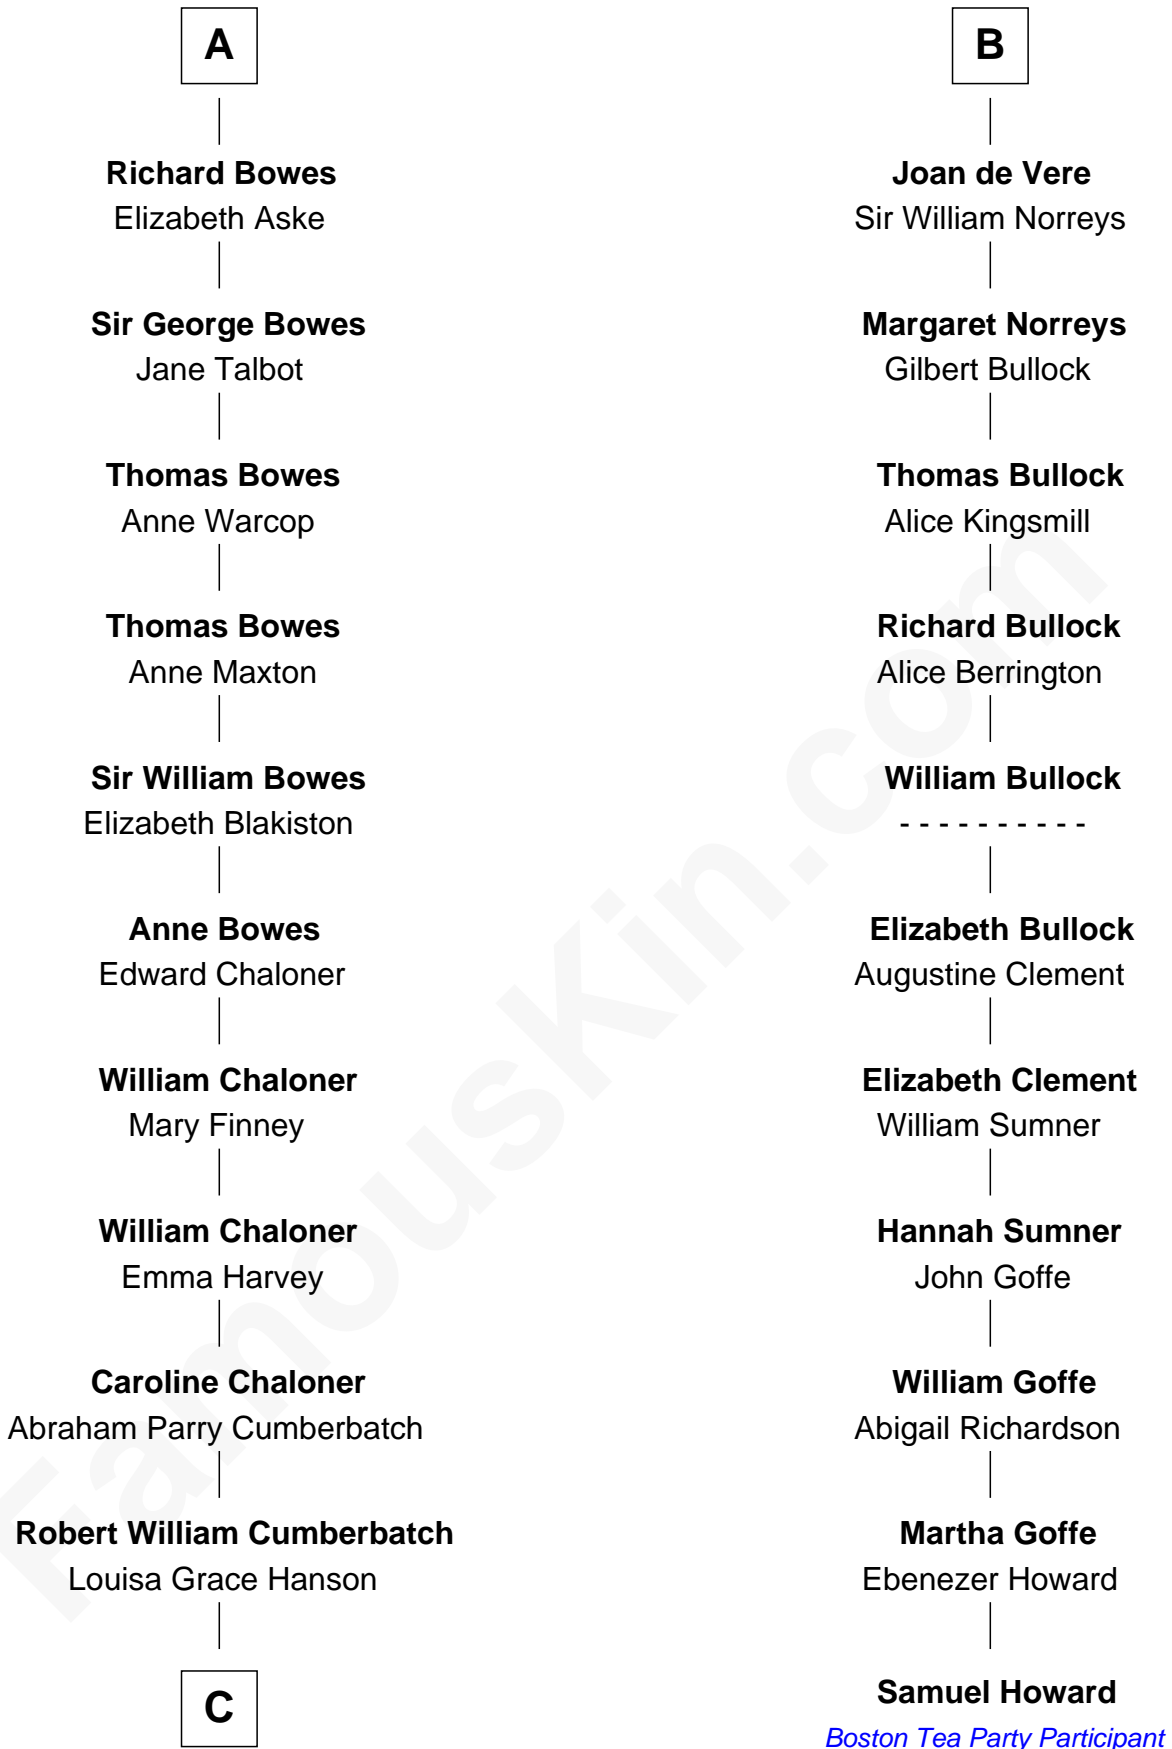 A
Richard Bowes
Elizabeth Aske
Sir George Bowes
Jane Talbot
Thomas Bowes
Anne Warcop
Thomas Bowes
Anne Maxton
Sir William Bowes
Elizabeth Blakiston
Anne Bowes
Edward Chaloner
William Chaloner
Mary Finney
William Chaloner
Emma Harvey
Caroline Chaloner
Abraham Parry Cumberbatch
Robert William Cumberbatch
Louisa Grace Hanson
C
B
Joan de Vere
Sir William Norreys
Margaret Norreys
Gilbert Bullock
Thomas Bullock
Alice Kingsmill
Richard Bullock
Alice Berrington
William Bullock
- - - - - - - - - -
Elizabeth Bullock
Augustine Clement
Elizabeth Clement
William Sumner
Hannah Sumner
John Goffe
William Goffe
Abigail Richardson
Martha Goffe
Ebenezer Howard
Samuel Howard
Boston Tea Party Participant
FamousKin.com